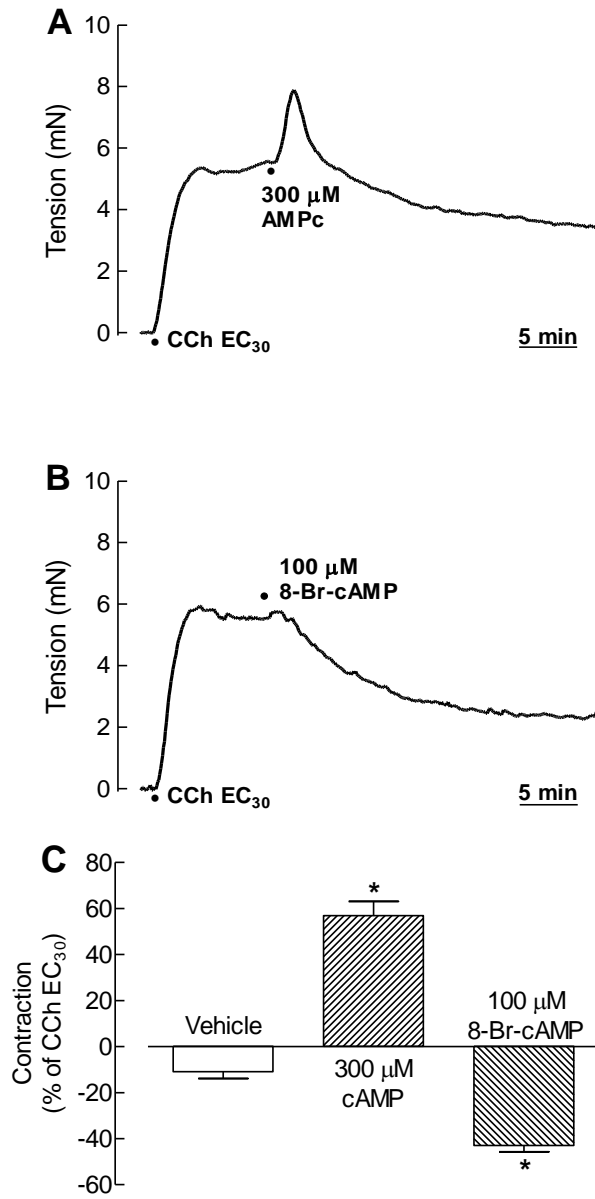 A
10
8
6
4
2
0
Tension (mN)
300 μM
AMPc
CCh EC30
5 min
B
10
8
6
4
2
0
Tension (mN)
100 μM
8-Br-cAMP
CCh EC30
5 min
C
80
60
40
20
0
-20
-40
-60
Contraction
(% of CCh EC30)
Vehicle
*
300 μM
cAMP
100 μM
8-Br-cAMP
*